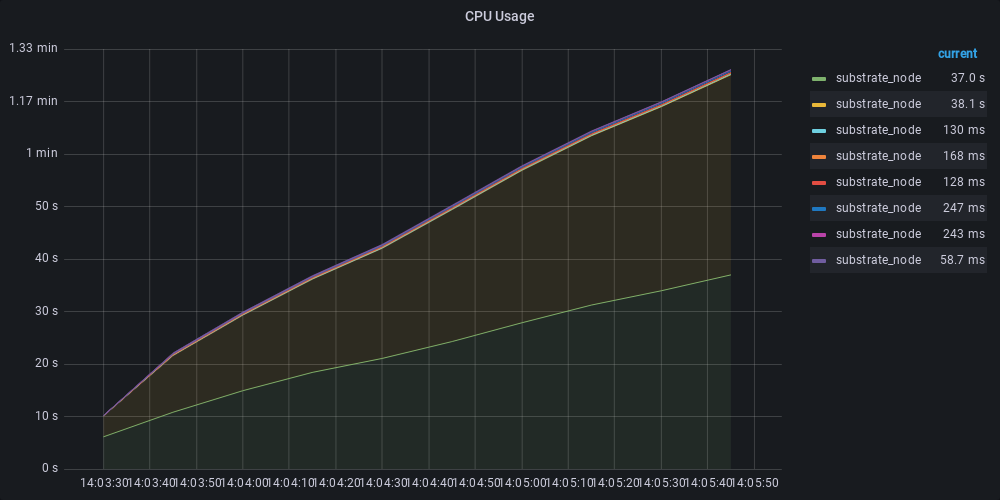 CPU Usage
1.33 min
1.17 min
1 min
50 s
40 s
30 s
20 s
10 s
0 s
14:03:30 14:03:40 14:03:50 14:04:00 14:04:10 14:04:20 14:04:30 14:04:40 14:04:50 14:05:00 14:05:10 14:05:20 14:05:30 14:05:40 14:05:50
current
substrate_node 37.0 s
substrate_node 38.1 s
substrate_node 130 ms
substrate_node 168 ms
substrate_node 128 ms
substrate_node 247 ms
substrate_node 243 ms
substrate_node 58.7 ms